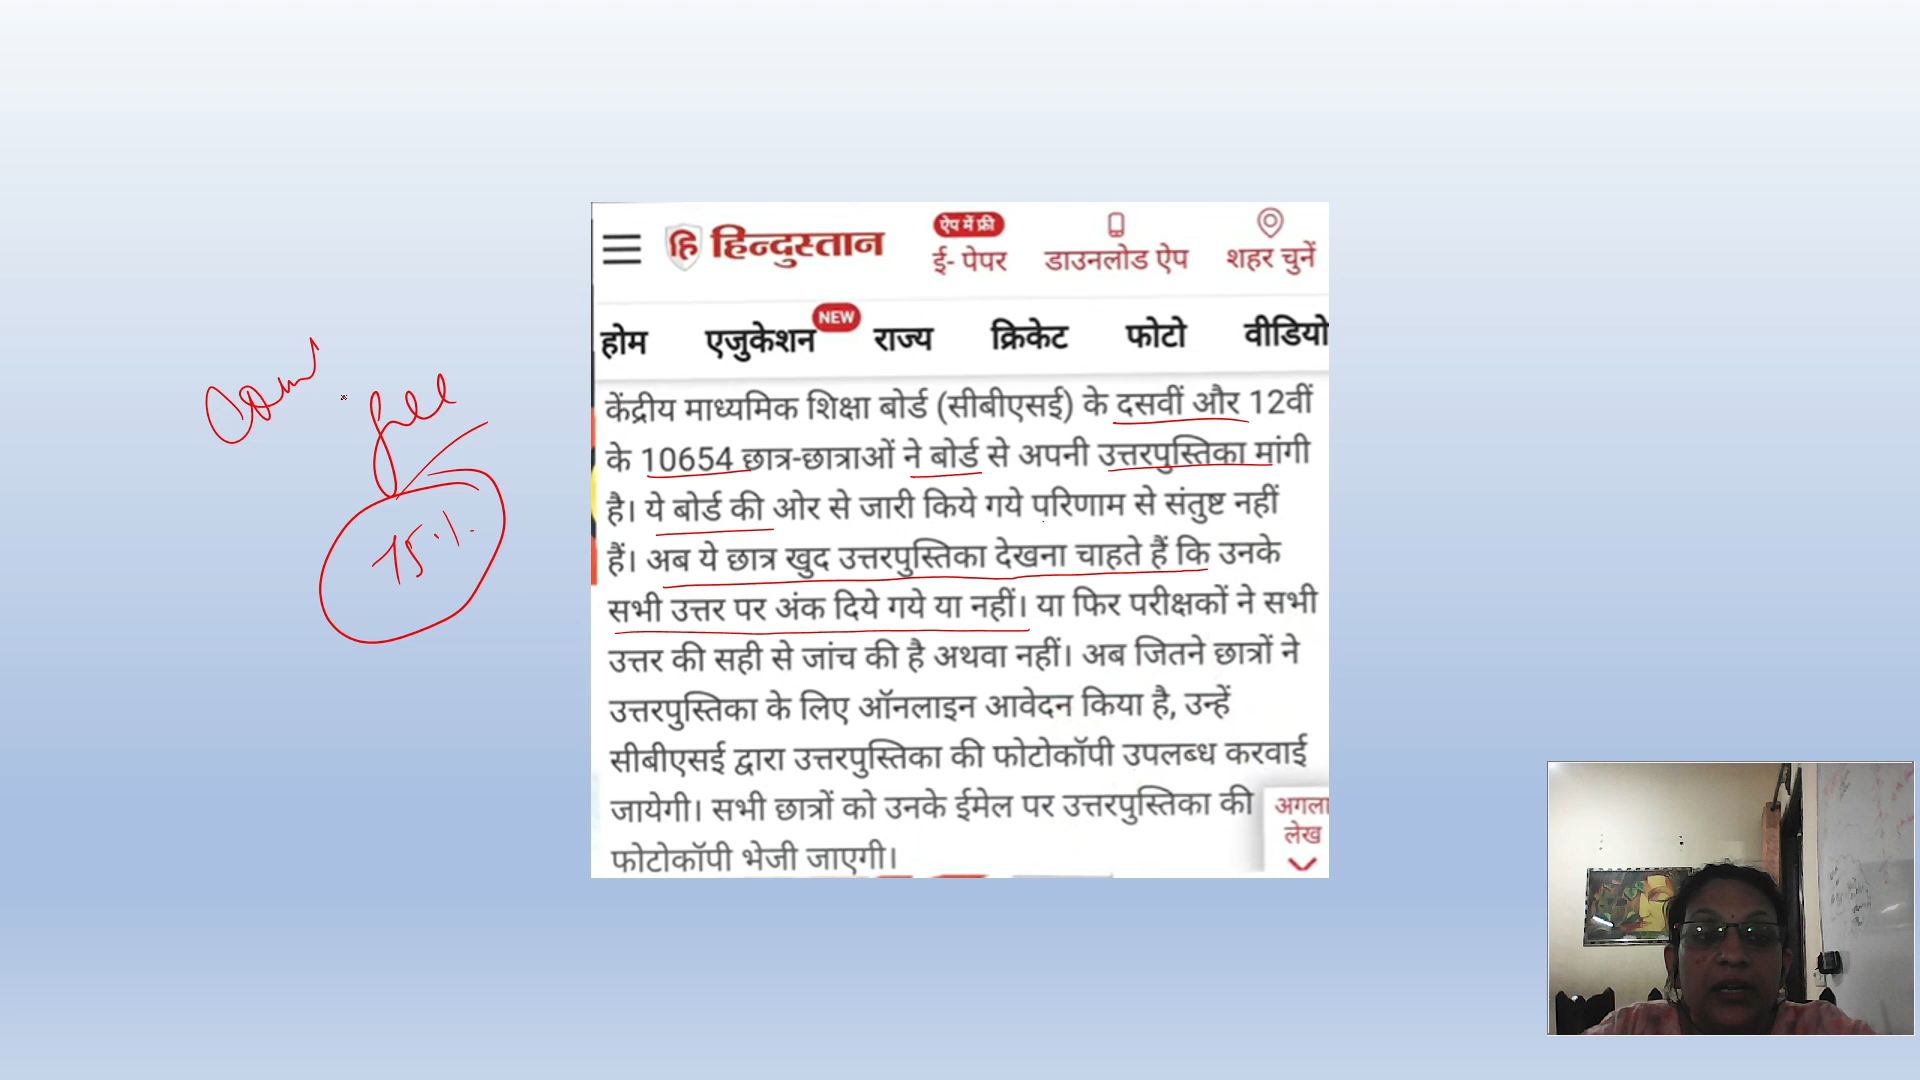 हि हिन्दुस्तान
ऐप में फ्री
ई- पेपर
डाउनलोड ऐप
शहर चुनें
होम एजुकेशन NEW राज्य क्रिकेट फोटो वीडियो
केंद्रीय माध्यमिक शिक्षा बोर्ड (सीबीएसई) के दसवीं और 12वीं
के 10654 छात्र-छात्राओं ने बोर्ड से अपनी उत्तरपुस्तिका मांगी
है। ये बोर्ड की ओर से जारी किये गये परिणाम से संतुष्ट नहीं
हैं। अब ये छात्र खुद उत्तरपुस्तिका देखना चाहते हैं कि उनके
सभी उत्तर पर अंक दिये गये या नहीं। या फिर परीक्षकों ने सभी
उत्तर की सही से जांच की है अथवा नहीं। अब जितने छात्रों ने
उत्तरपुस्तिका के लिए ऑनलाइन आवेदन किया है, उन्हें
सीबीएसई द्वारा उत्तरपुस्तिका की फोटोकॉपी उपलब्ध करवाई
जायेगी। सभी छात्रों को उनके ईमेल पर उत्तरपुस्तिका की
फोटोकॉपी भेजी जाएगी।
अगला
लेख
75%